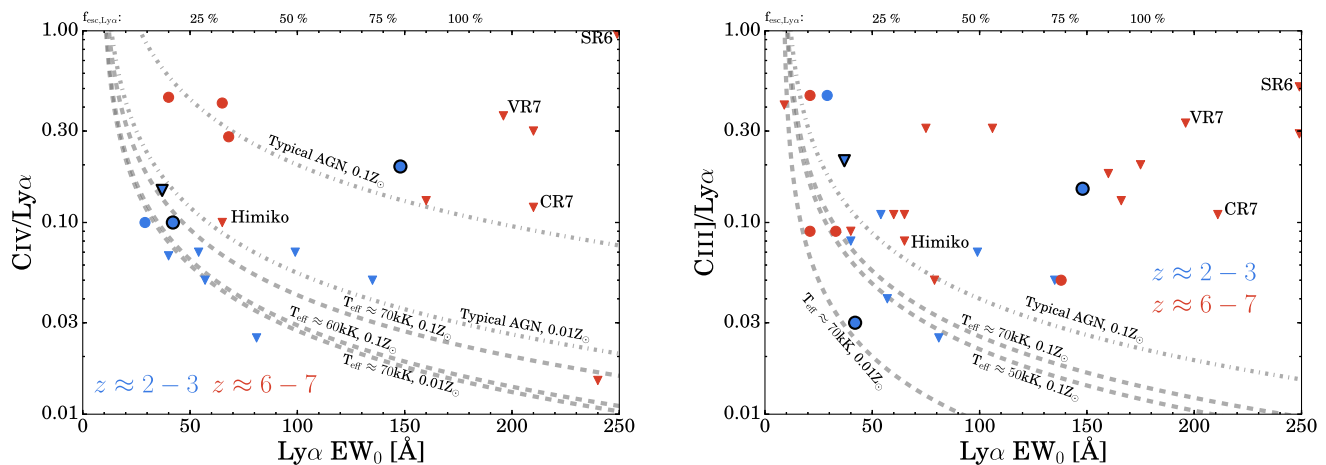 f_esc,Lyα: 25 % 50 % 75 % 100 %
1.00
0.30
0.10
0.03
0.01
CIV/Lyα
SR6
VR7
Typical AGN, 0.1Z⊙
CR7
Himiko
T_eff ≈ 70kK, 0.1Z⊙
Typical AGN, 0.01Z⊙
T_eff ≈ 60kK, 0.1Z⊙
T_eff ≈ 70kK, 0.01Z⊙
z ≈ 2 − 3 z ≈ 6 − 7
0 50 100 150 200 250
Lyα EW₀ [Å]
f_esc,Lyα: 25 % 50 % 75 % 100 %
1.00
0.30
0.10
0.03
0.01
CIII]/Lyα
SR6
VR7
CR7
Himiko
z ≈ 2 − 3
z ≈ 6 − 7
T_eff ≈ 70kK, 0.01Z⊙
Typical AGN, 0.1Z⊙
T_eff ≈ 70kK, 0.1Z⊙
T_eff ≈ 50kK, 0.1Z⊙
0 50 100 150 200 250
Lyα EW₀ [Å]